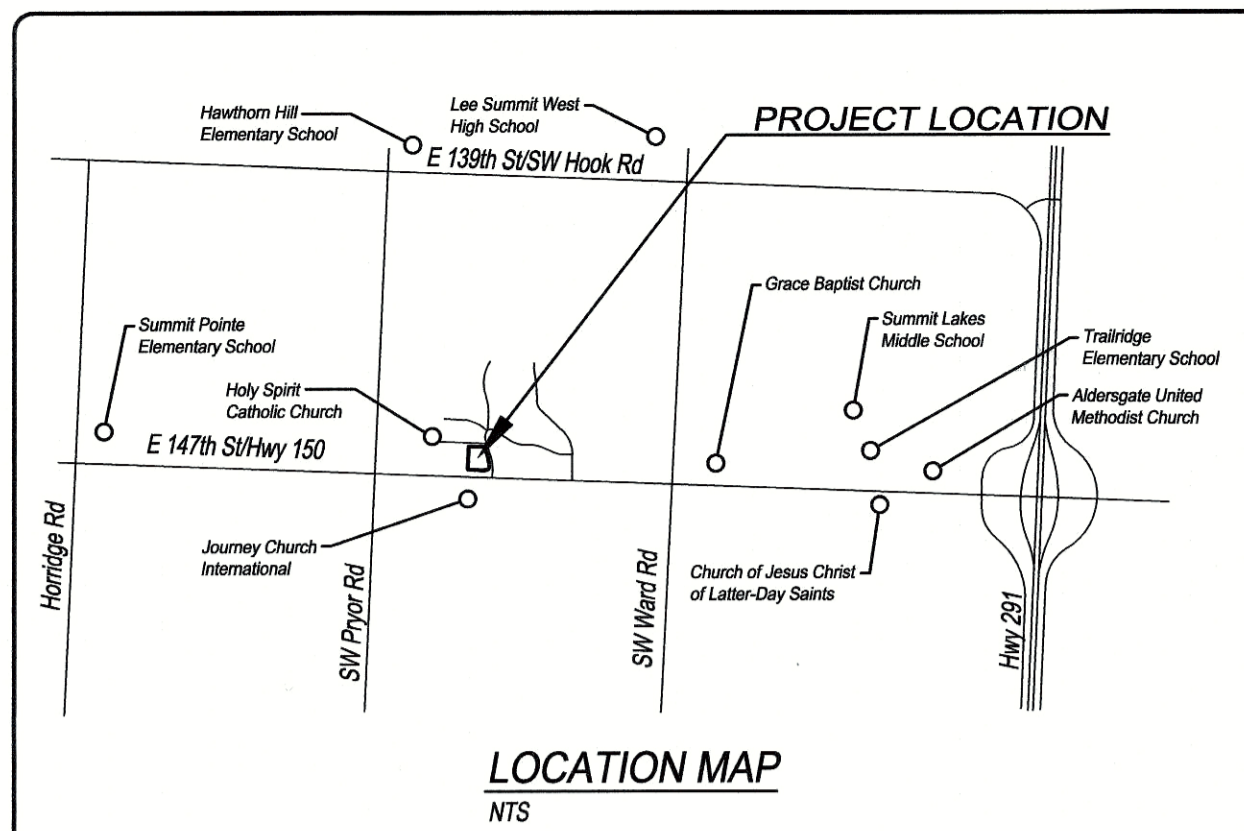 Hawthorn Hill
Elementary School
Lee Summit West
High School
PROJECT LOCATION
E 139th St/SW Hook Rd
Grace Baptist Church
Summit Pointe
Elementary School
Summit Lakes
Middle School
Trailridge
Elementary School
Holy Spirit
Catholic Church
Aldersgate United
Methodist Church
E 147th St/Hwy 150
Journey Church
International
Church of Jesus Christ
of Latter-Day Saints
Horridge Rd
SW Pryor Rd
SW Ward Rd
Hwy 291
LOCATION MAP
NTS